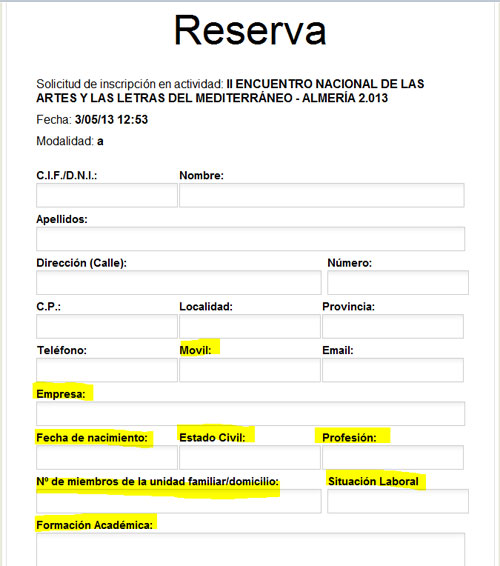 Reserva
Solicitud de inscripción en actividad: II ENCUENTRO NACIONAL DE LAS
ARTES Y LAS LETRAS DEL MEDITERRÁNEO - ALMERÍA 2.013
Fecha: 3/05/13 12:53
Modalidad: a
C.I.F./D.N.I.: Nombre:
Apellidos:
Dirección (Calle): Número:
C.P.: Localidad: Provincia:
Teléfono: Movil: Email:
Empresa:
Fecha de nacimiento: Estado Civil: Profesión:
Nº de miembros de la unidad familiar/domicilio: Situación Laboral
Formación Académica: